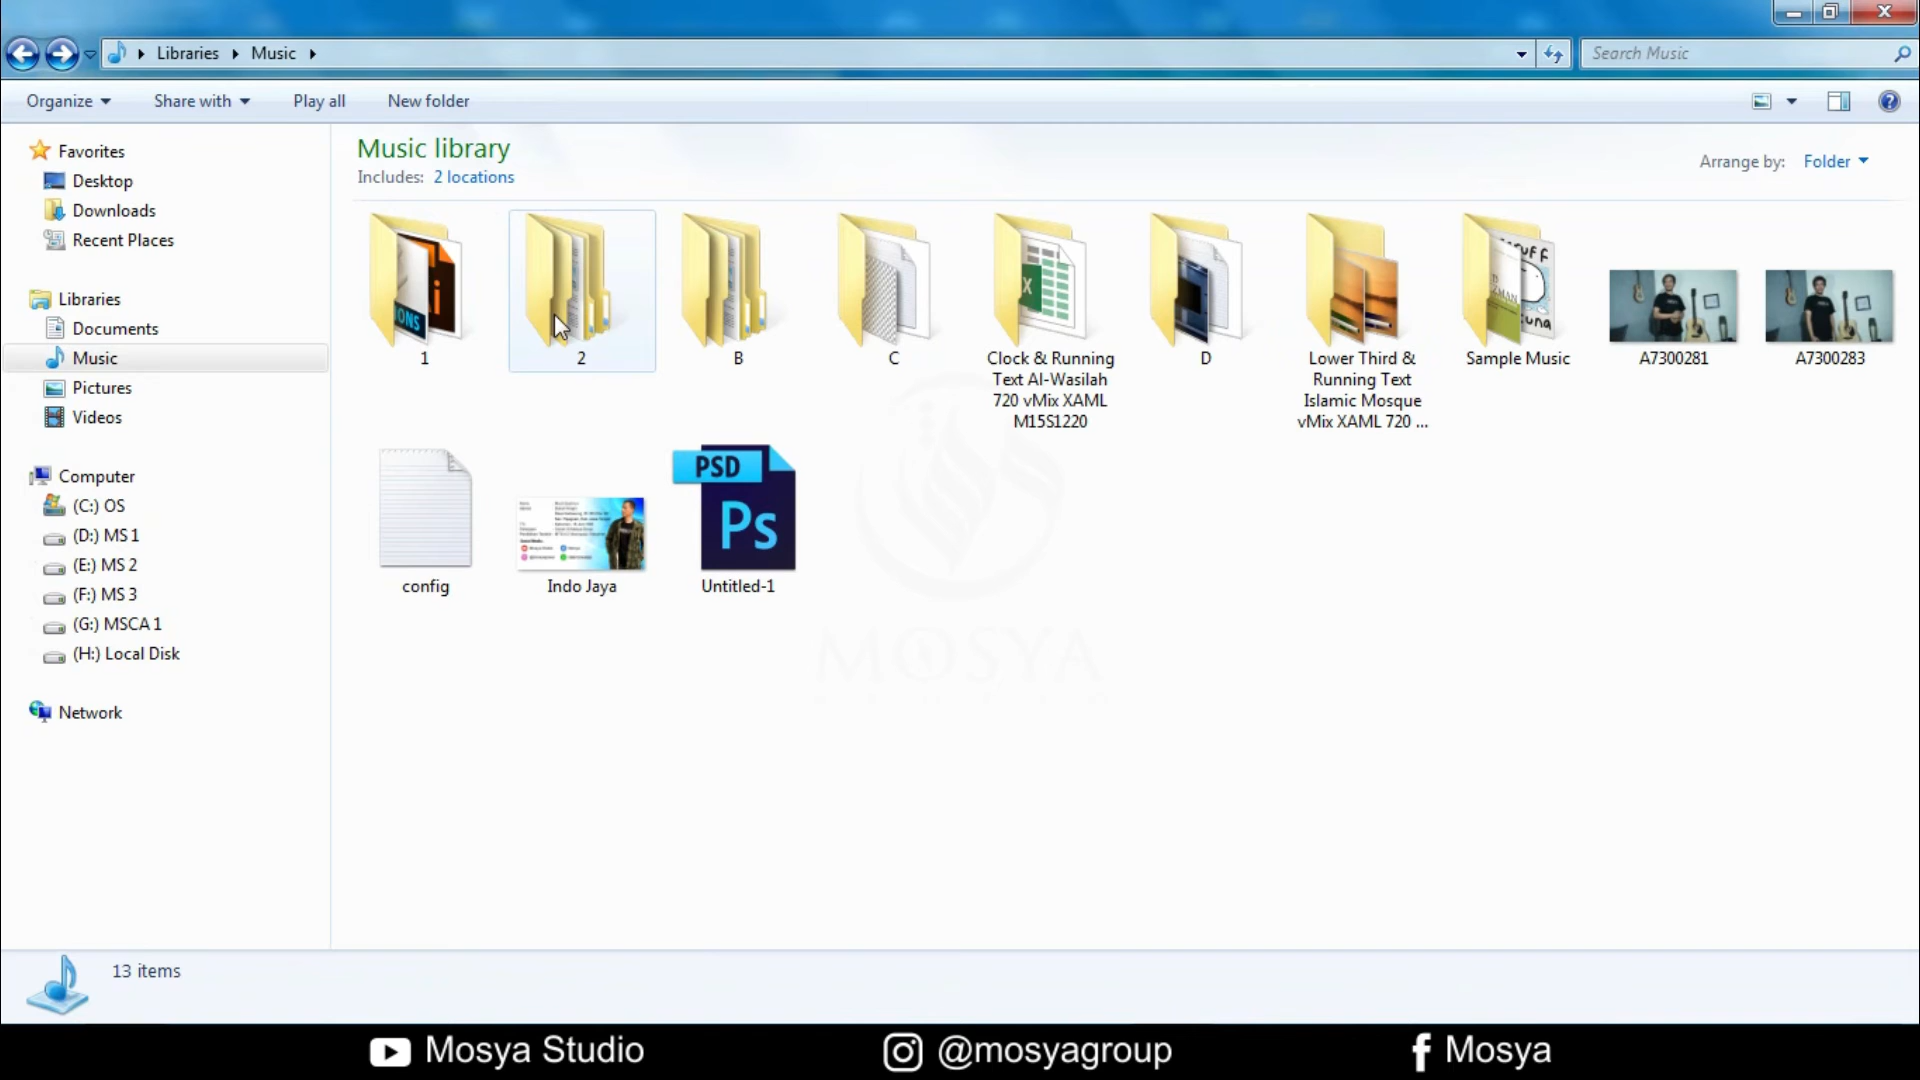 Libraries Music
Search Music
Organize Share with Play all New folder
Favorites
Desktop
Downloads
Recent Places
Libraries
Documents
Music
Pictures
Videos
Computer
(C:) OS
(D:) MS 1
(E:) MS 2
(F:) MS 3
(G:) MSCA 1
(H:) Local Disk
Network
Music library
Includes: 2 locations
Arrange by: Folder
1
2
B
C
Clock & Running
Text Al-Wasilah
720 vMix XAML
M15S1220
D
Lower Third &
Running Text
Islamic Mosque
vMix XAML 720 ...
Sample Music
A7300281
A7300283
config
Indo Jaya
PSD
Ps
Untitled-1
MOSYA
13 items
Mosya Studio @mosyagroup Mosya